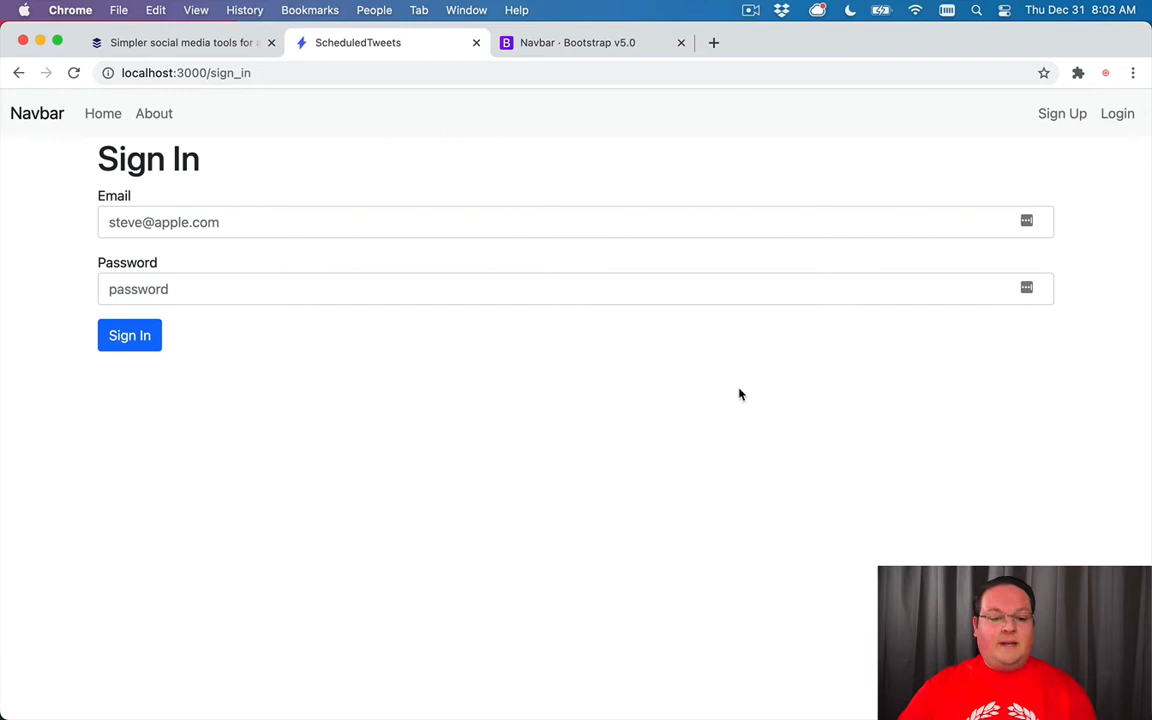 Chrome File Edit View History Bookmarks People Tab Window Help Thu Dec 31 8:03 AM
Simpler social media tools for a ScheduledTweets B Navbar · Bootstrap v5.0
localhost:3000/sign_in
Navbar Home About Sign Up Login
Sign In
Email
steve@apple.com
Password
password
Sign In